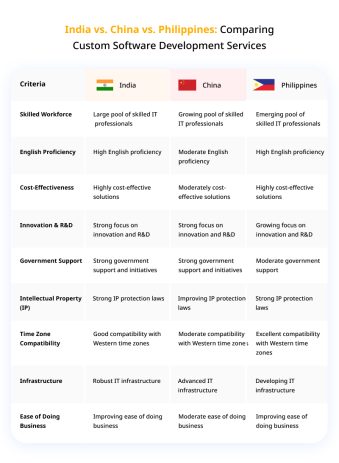 India vs. China vs. Philippines: Comparing
Custom Software Development Services
Criteria
India
China
Philippines
Skilled Workforce
Large pool of skilled IT
professionals
Growing pool of skilled
IT professionals
Emerging pool of
skilled IT professionals
English Proficiency
High English proficiency
Moderate English
proficiency
High English proficiency
Cost-Effectiveness
Highly cost-effective
solutions
Moderately cost-
effective solutions
Highly cost-effective
solutions
Innovation & R&D
Strong focus on
innovation and R&D
Strong focus on
innovation and R&D
Growing focus on
innovation and R&D
Government Support
Strong government
support and initiatives
Strong government
support and initiatives
Moderate government
support
Intellectual Property
(IP)
Strong IP protection laws
Improving IP protection
laws
Strong IP protection
laws
Time Zone
Compatibility
Good compatibility with
Western time zones
Moderate compatibility
with Western time zones
Excellent compatibility
with Western time
zones
Infrastructure
Robust IT infrastructure
Advanced IT
infrastructure
Developing IT
infrastructure
Ease of Doing
Business
Improving ease of doing
business
Moderate ease of doing
business
Improving ease of
doing business